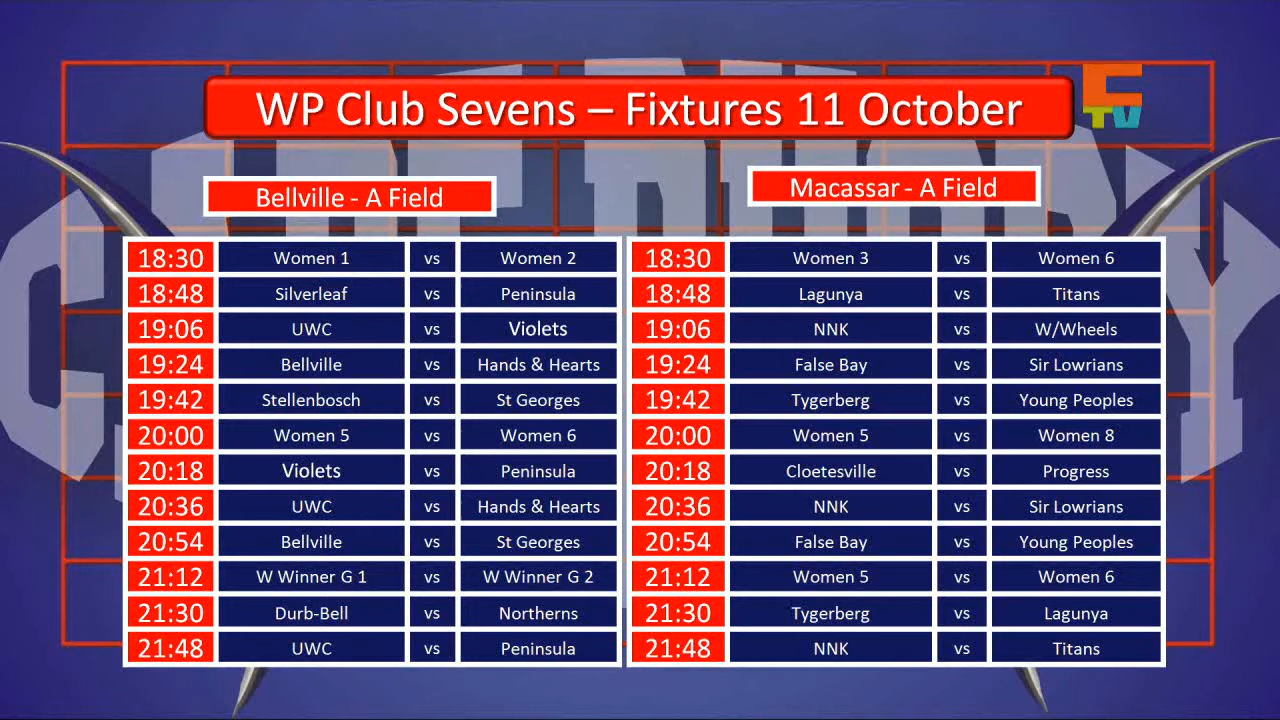 WP Club Sevens – Fixtures 11 October
CTV
Bellville - A Field
Macassar - A Field
18:30 Women 1 vs Women 2 18:30 Women 3 vs Women 6
18:48 Silverleaf vs Peninsula 18:48 Lagunya vs Titans
19:06 UWC vs Violets 19:06 NNK vs W/Wheels
19:24 Bellville vs Hands & Hearts 19:24 False Bay vs Sir Lowrians
19:42 Stellenbosch vs St Georges 19:42 Tygerberg vs Young Peoples
20:00 Women 5 vs Women 6 20:00 Women 5 vs Women 8
20:18 Violets vs Peninsula 20:18 Cloetesville vs Progress
20:36 UWC vs Hands & Hearts 20:36 NNK vs Sir Lowrians
20:54 Bellville vs St Georges 20:54 False Bay vs Young Peoples
21:12 W Winner G 1 vs W Winner G 2 21:12 Women 5 vs Women 6
21:30 Durb-Bell vs Northerns 21:30 Tygerberg vs Lagunya
21:48 UWC vs Peninsula 21:48 NNK vs Titans